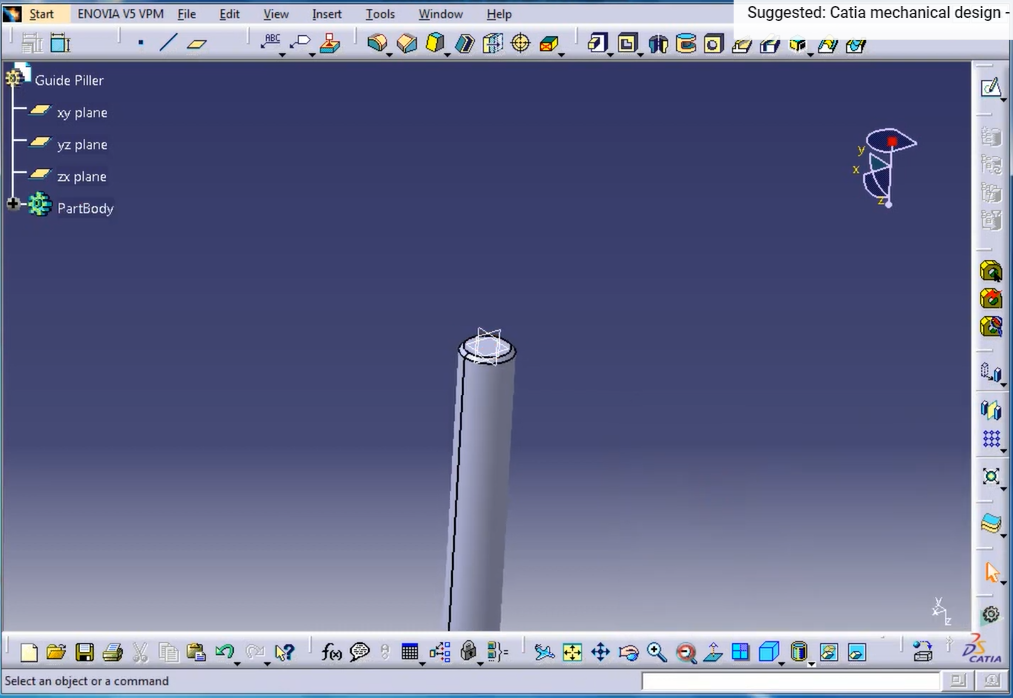 Start ENOVIA V5 VPM File Edit View Insert Tools Window Help
Suggested: Catia mechanical design -
ABC
Guide Piller
xy plane
yz plane
zx plane
PartBody
y
x
z
y
x
z
f(x)
CATIA
Select an object or a command